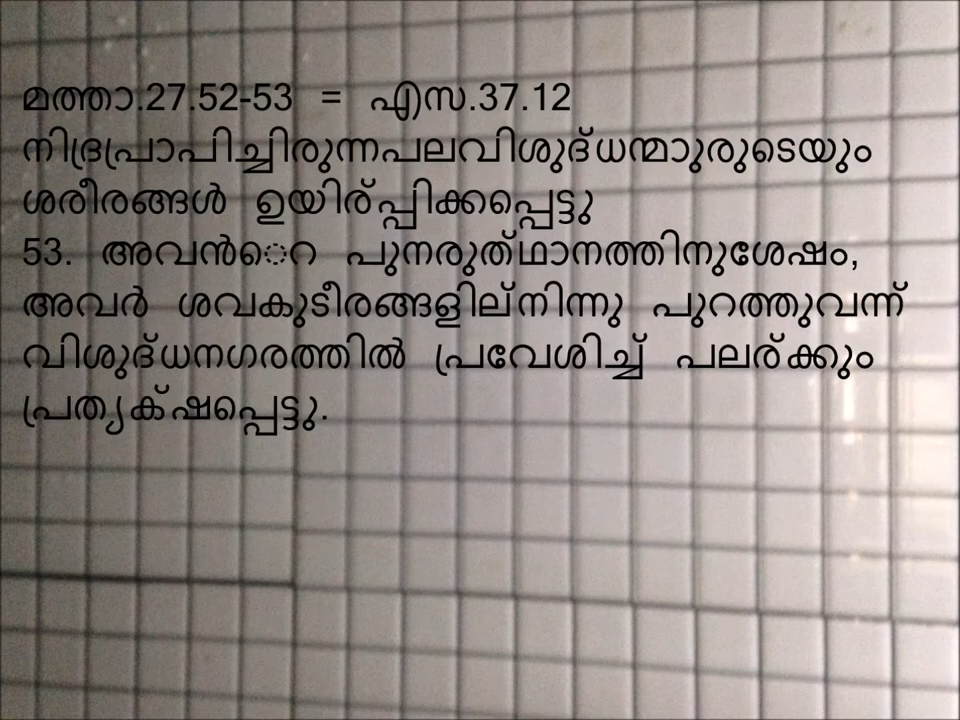 മത്താ.27.52-53 = എസ.37.12
നിദ്രപ്രാപിച്ചിരുന്നപലവിശുദ്ധന്മാുരുടെയും
ശരീരങ്ങൾ ഉയിര്പ്പിക്കപ്പെട്ടു
53. അവൻെറ പുനരുത്ഥാനത്തിനുശേഷം,
അവർ ശവകുടീരങ്ങളില്നിന്നു പുറത്തുവന്ന്
വിശുദ്ധനഗരത്തിൽ പ്രവേശിച്ച് പലര്ക്കും
പ്രത്യക്ഷപ്പെട്ടു.